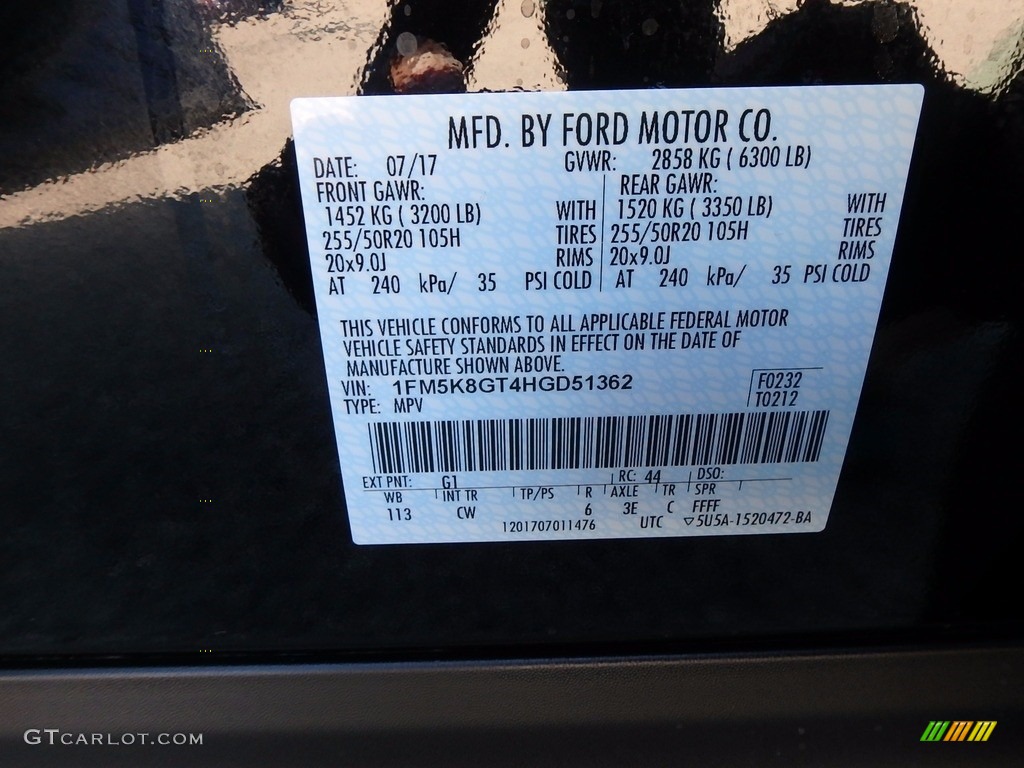 MFD. BY FORD MOTOR CO.
DATE: 07/17 GVWR: 2858 KG ( 6300 LB)
FRONT GAWR: REAR GAWR:
1452 KG ( 3200 LB) WITH 1520 KG ( 3350 LB) WITH
255/50R20 105H TIRES 255/50R20 105H TIRES
20x9.0J RIMS 20x9.0J RIMS
AT 240 kPa/ 35 PSI COLD AT 240 kPa/ 35 PSI COLD
THIS VEHICLE CONFORMS TO ALL APPLICABLE FEDERAL MOTOR
VEHICLE SAFETY STANDARDS IN EFFECT ON THE DATE OF
MANUFACTURE SHOWN ABOVE.
VIN: 1FM5K8GT4HGD51362 F0232
TYPE: MPV T0212
EXT PNT: G1 RC: 44 DSO:
WB INT TR TP/PS R AXLE TR SPR
113 CW 6 3E C FFFF
1201707011476 UTC ▽5U5A-1520472-BA
GTCARLOT.COM